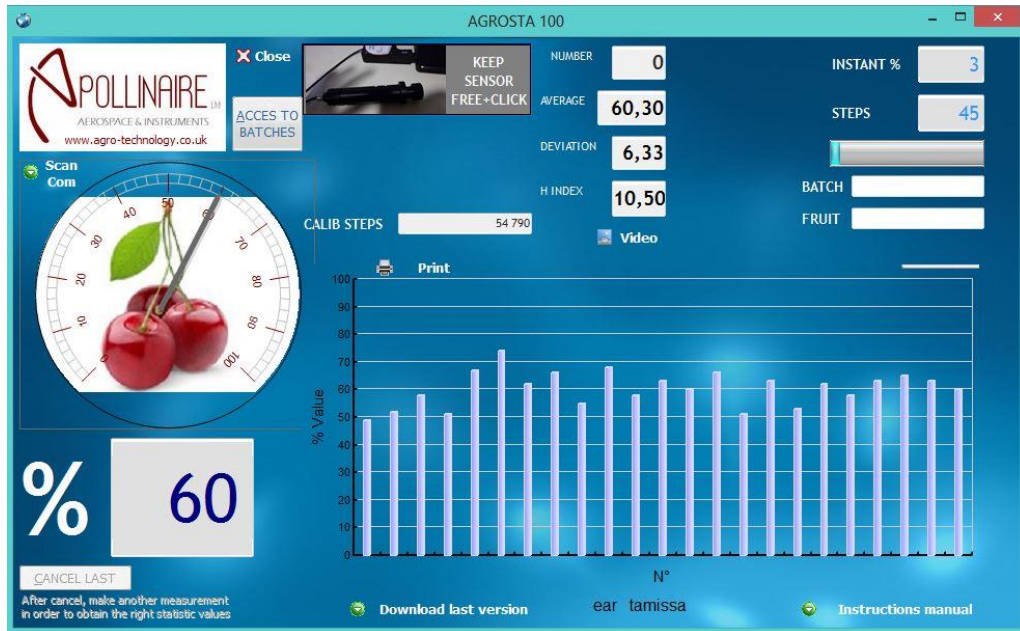 AGROSTA 100
APOLLINAIRE LTD
AEROSPACE & INSTRUMENTS
www.agro-technology.co.uk
Close
ACCES TO
BATCHES
KEEP
SENSOR
FREE+CLICK
NUMBER 0
AVERAGE 60,30
DEVIATION 6,33
H INDEX 10,50
INSTANT % 3
STEPS 45
BATCH
FRUIT
Scan
Com
0 10 20 30 40 50 60 70 80 90 100
CALIB STEPS 54 790
Video
Print
100
90
80
70
60
50
40
30
20
10
0
% Value
N°
% 60
CANCEL LAST
After cancel, make another measurement
in order to obtain the right statistic values
Download last version
ear tamissa
Instructions manual